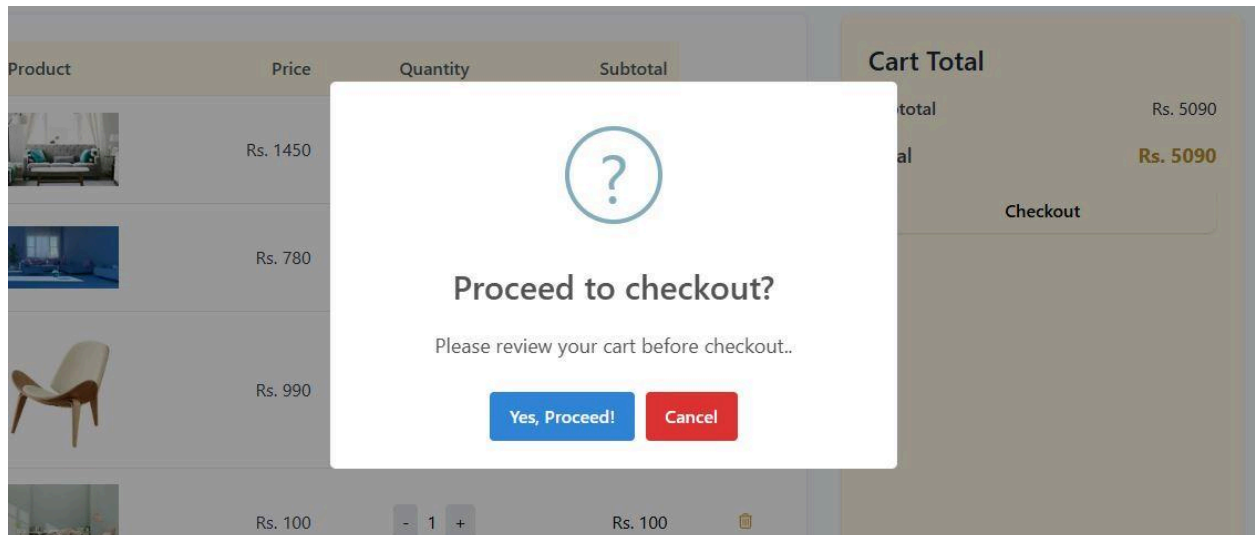 Product Price Quantity Subtotal
Rs. 1450
Rs. 780
Rs. 990
Rs. 100 - 1 + Rs. 100
Cart Total
Rs. 5090
Rs. 5090
Checkout
?
Proceed to checkout?
Please review your cart before checkout..
Yes, Proceed! Cancel